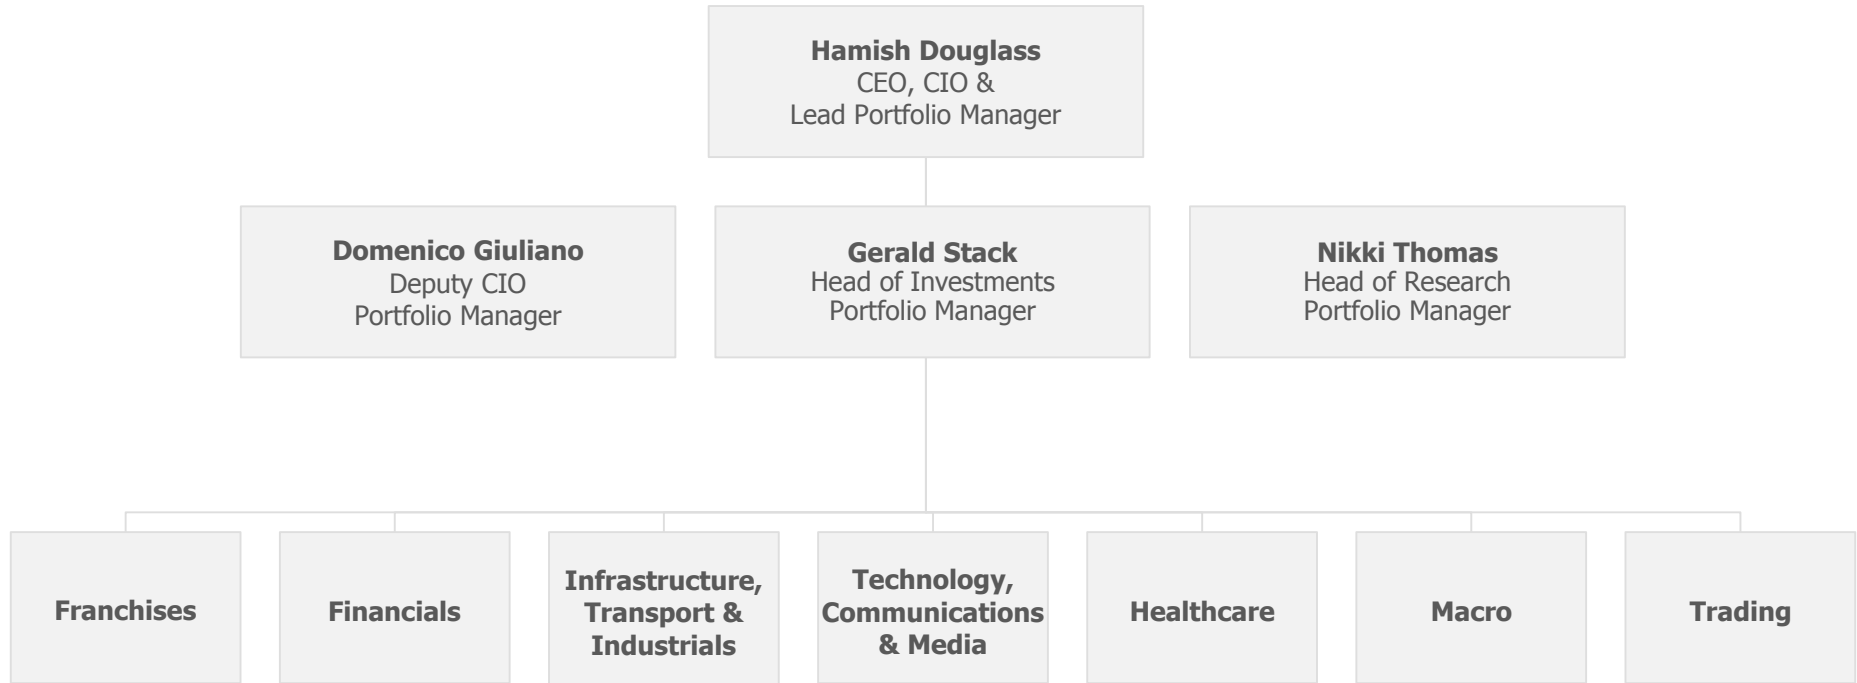 Hamish Douglass
CEO, CIO &
Lead Portfolio Manager
Domenico Giuliano
Deputy CIO
Portfolio Manager
Gerald Stack
Head of Investments
Portfolio Manager
Nikki Thomas
Head of Research
Portfolio Manager
Franchises
Financials
Infrastructure,
Transport &
Industrials
Technology,
Communications
& Media
Healthcare
Macro
Trading